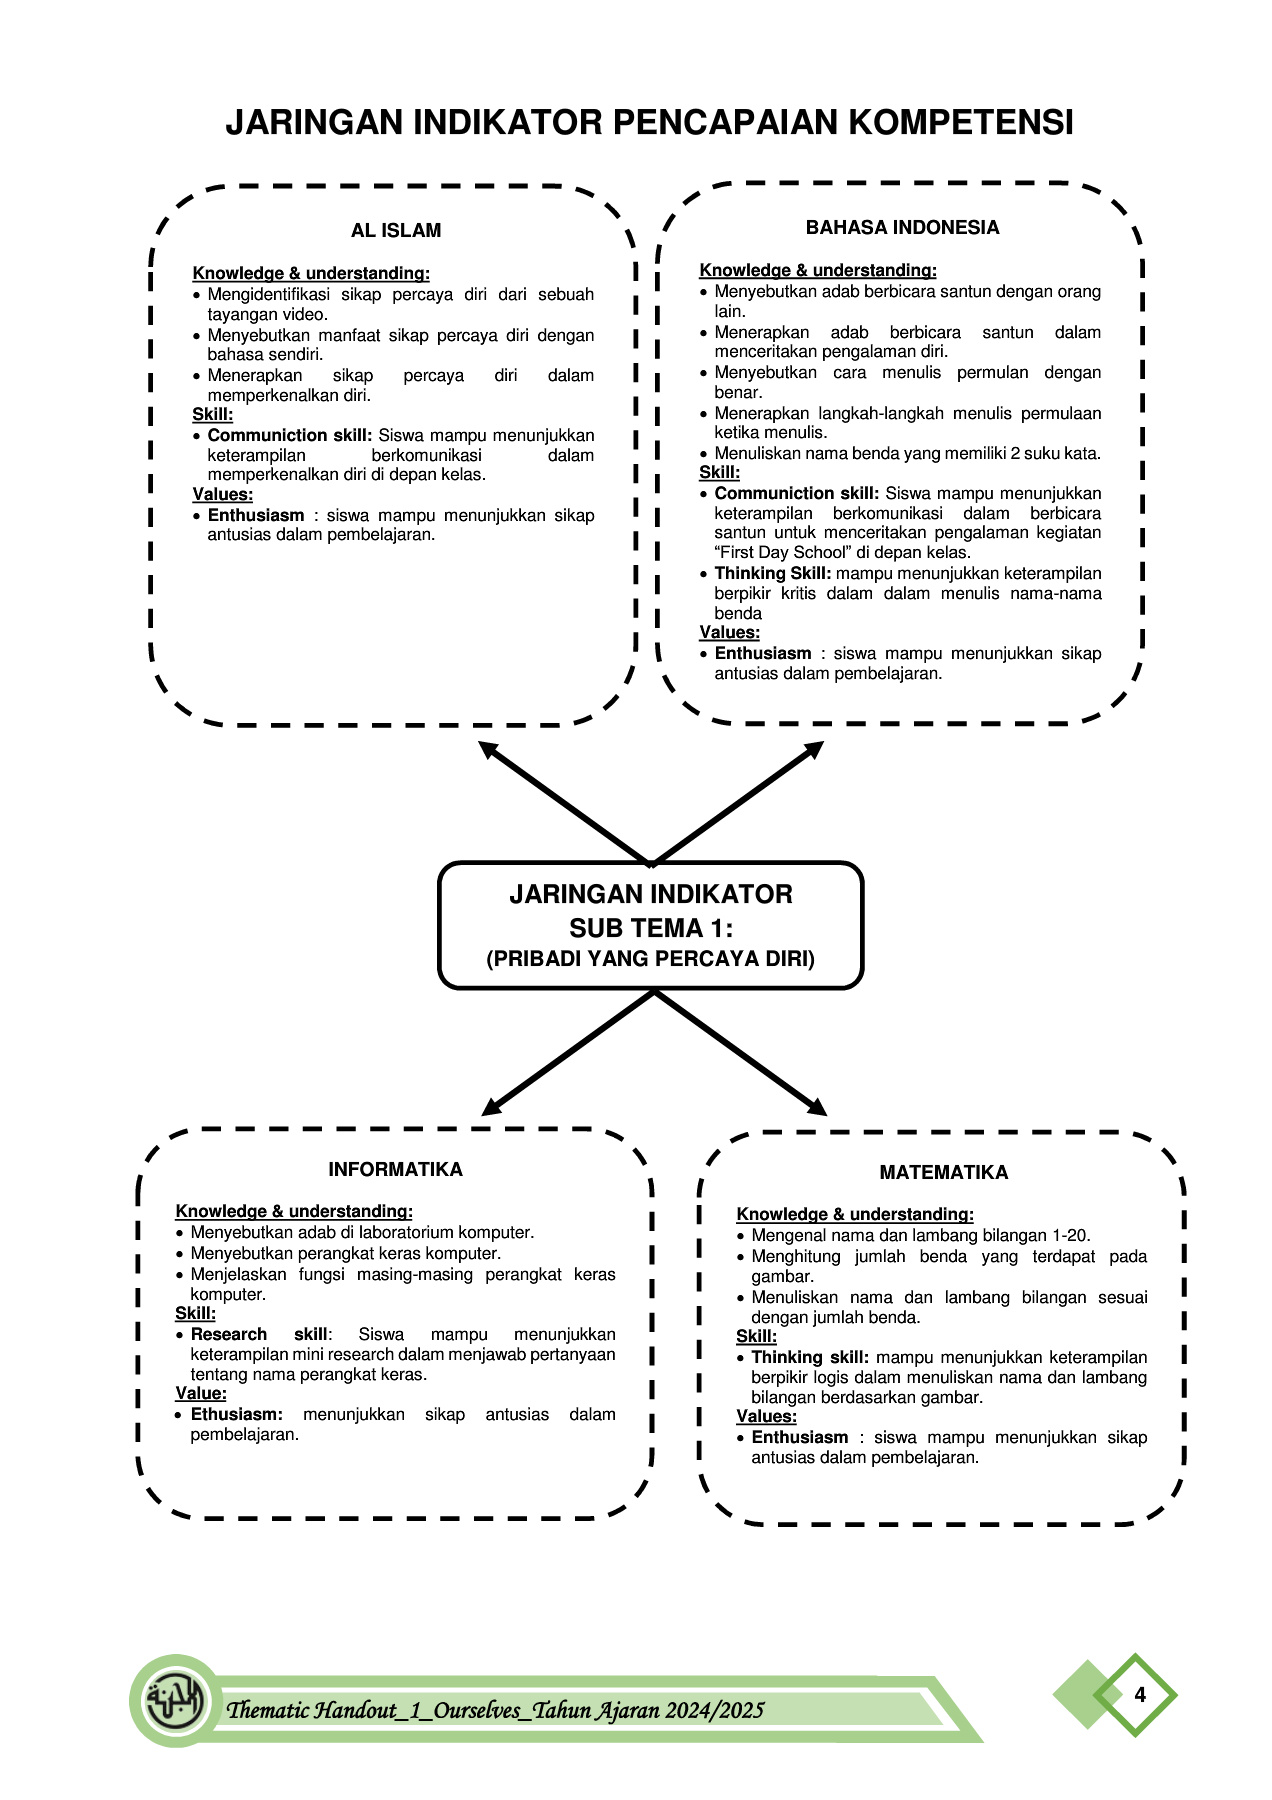 JARINGAN INDIKATOR PENCAPAIAN KOMPETENSI
AL ISLAM
Knowledge & understanding:
• Mengidentifikasi sikap percaya diri dari sebuah
tayangan video.
• Menyebutkan manfaat sikap percaya diri dengan
bahasa sendiri.
• Menerapkan sikap percaya diri dalam
memperkenalkan diri.
Skill:
• Communiction skill: Siswa mampu menunjukkan
keterampilan berkomunikasi dalam
memperkenalkan diri di depan kelas.
Values:
• Enthusiasm : siswa mampu menunjukkan sikap
antusias dalam pembelajaran.
BAHASA INDONESIA
Knowledge & understanding:
• Menyebutkan adab berbicara santun dengan orang
lain.
• Menerapkan adab berbicara santun dalam
menceritakan pengalaman diri.
• Menyebutkan cara menulis permulan dengan
benar.
• Menerapkan langkah-langkah menulis permulaan
ketika menulis.
• Menuliskan nama benda yang memiliki 2 suku kata.
Skill:
• Communiction skill: Siswa mampu menunjukkan
keterampilan berkomunikasi dalam berbicara
santun untuk menceritakan pengalaman kegiatan
“First Day School” di depan kelas.
• Thinking Skill: mampu menunjukkan keterampilan
berpikir kritis dalam dalam menulis nama-nama
benda
Values:
• Enthusiasm : siswa mampu menunjukkan sikap
antusias dalam pembelajaran.
JARINGAN INDIKATOR
SUB TEMA 1:
(PRIBADI YANG PERCAYA DIRI)
INFORMATIKA
Knowledge & understanding:
• Menyebutkan adab di laboratorium komputer.
• Menyebutkan perangkat keras komputer.
• Menjelaskan fungsi masing-masing perangkat keras
komputer.
Skill:
• Research skill: Siswa mampu menunjukkan
keterampilan mini research dalam menjawab pertanyaan
tentang nama perangkat keras.
Value:
• Ethusiasm: menunjukkan sikap antusias dalam
pembelajaran.
MATEMATIKA
Knowledge & understanding:
• Mengenal nama dan lambang bilangan 1-20.
• Menghitung jumlah benda yang terdapat pada
gambar.
• Menuliskan nama dan lambang bilangan sesuai
dengan jumlah benda.
Skill:
• Thinking skill: mampu menunjukkan keterampilan
berpikir logis dalam menuliskan nama dan lambang
bilangan berdasarkan gambar.
Values:
• Enthusiasm : siswa mampu menunjukkan sikap
antusias dalam pembelajaran.
Thematic Handout_1_Ourselves_Tahun Ajaran 2024/2025
4